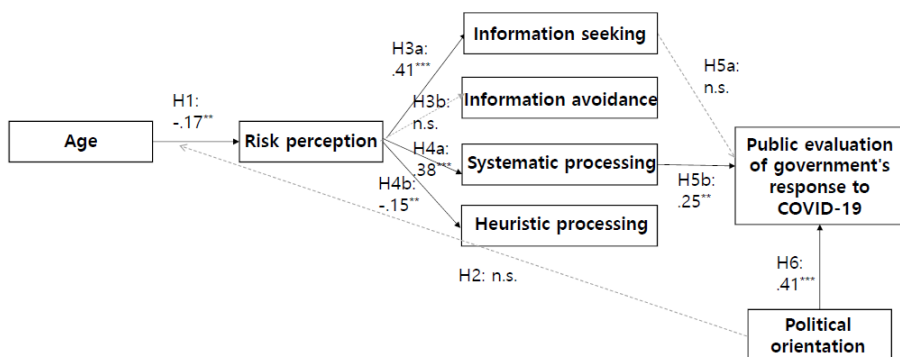 Information seeking
H3a:
.41***
H5a:
n.s.
H1:
-.17**
H3b:
n.s.
Information avoidance
Age
Risk perception
H4a:
.38***
Systematic processing
Public evaluation
of government's
response to
COVID-19
H4b:
-.15**
H5b:
.25**
Heuristic processing
H2: n.s.
H6:
.41***
Political
orientation